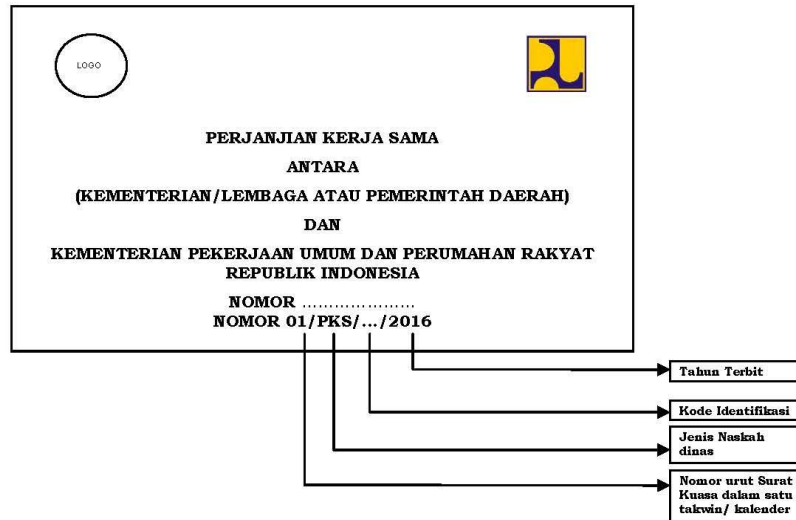 LOGO
PERJANJIAN KERJA SAMA
ANTARA
(KEMENTERIAN/LEMBAGA ATAU PEMERINTAH DAERAH)
DAN
KEMENTERIAN PEKERJAAN UMUM DAN PERUMAHAN RAKYAT
REPUBLIK INDONESIA
NOMOR .....................
NOMOR 01/PKS/.../2016
Tahun Terbit
Kode Identifikasi
Jenis Naskah
dinas
Nomor urut Surat
Kuasa dalam satu
takwin/ kalender